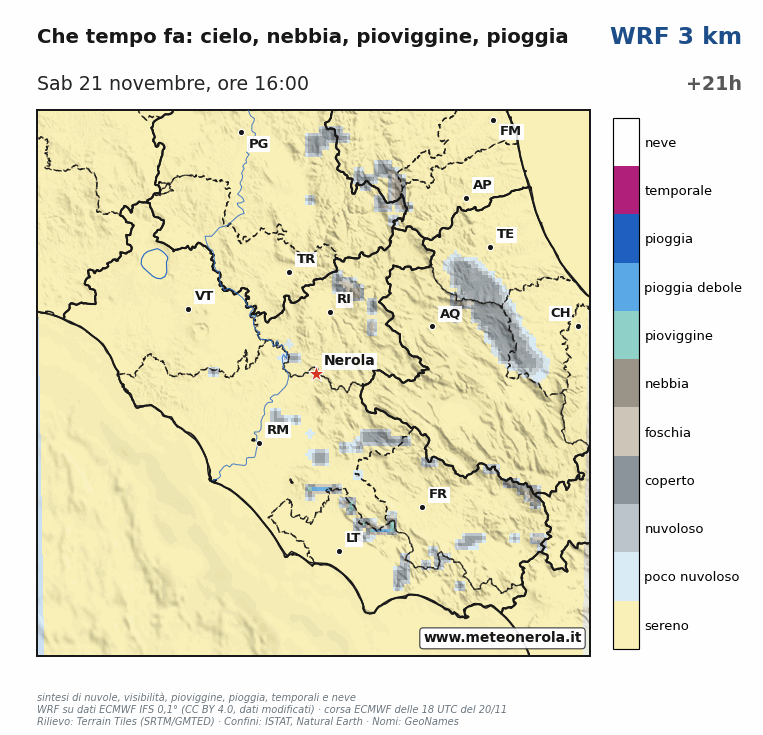 Che tempo fa: cielo, nebbia, pioviggine, pioggia
WRF 3 km
Sab 21 novembre, ore 16:00
+21h
PG
FM
AP
TE
TR
RI
VT
AQ
CH
Nerola
RM
FR
LT
www.meteonerola.it
neve
temporale
pioggia
pioggia debole
pioviggine
nebbia
foschia
coperto
nuvoloso
poco nuvoloso
sereno
sintesi di nuvole, visibilità, pioviggine, pioggia, temporali e neve
WRF su dati ECMWF IFS 0,1° (CC BY 4.0, dati modificati) · corsa ECMWF delle 18 UTC del 20/11
Rilievo: Terrain Tiles (SRTM/GMTED) · Confini: ISTAT, Natural Earth · Nomi: GeoNames